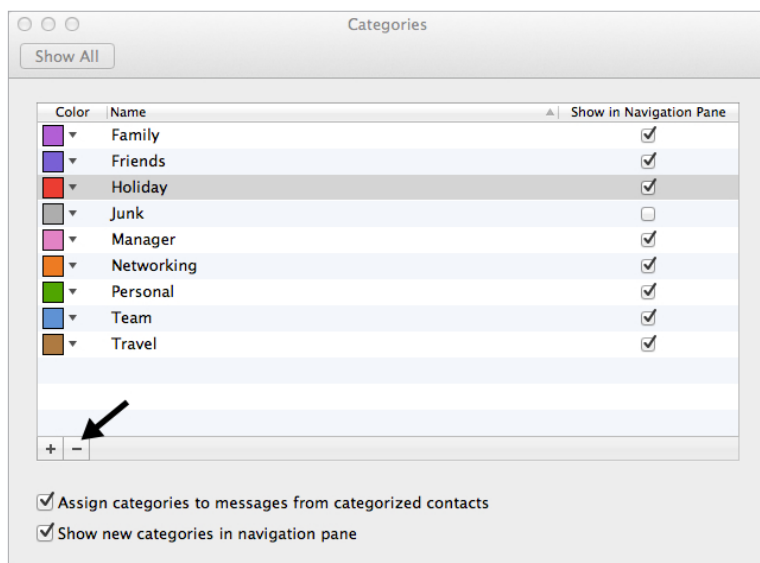 Categories
Show All
Color Name Show in Navigation Pane
Family
Friends
Holiday
Junk
Manager
Networking
Personal
Team
Travel
+ −
Assign categories to messages from categorized contacts
Show new categories in navigation pane